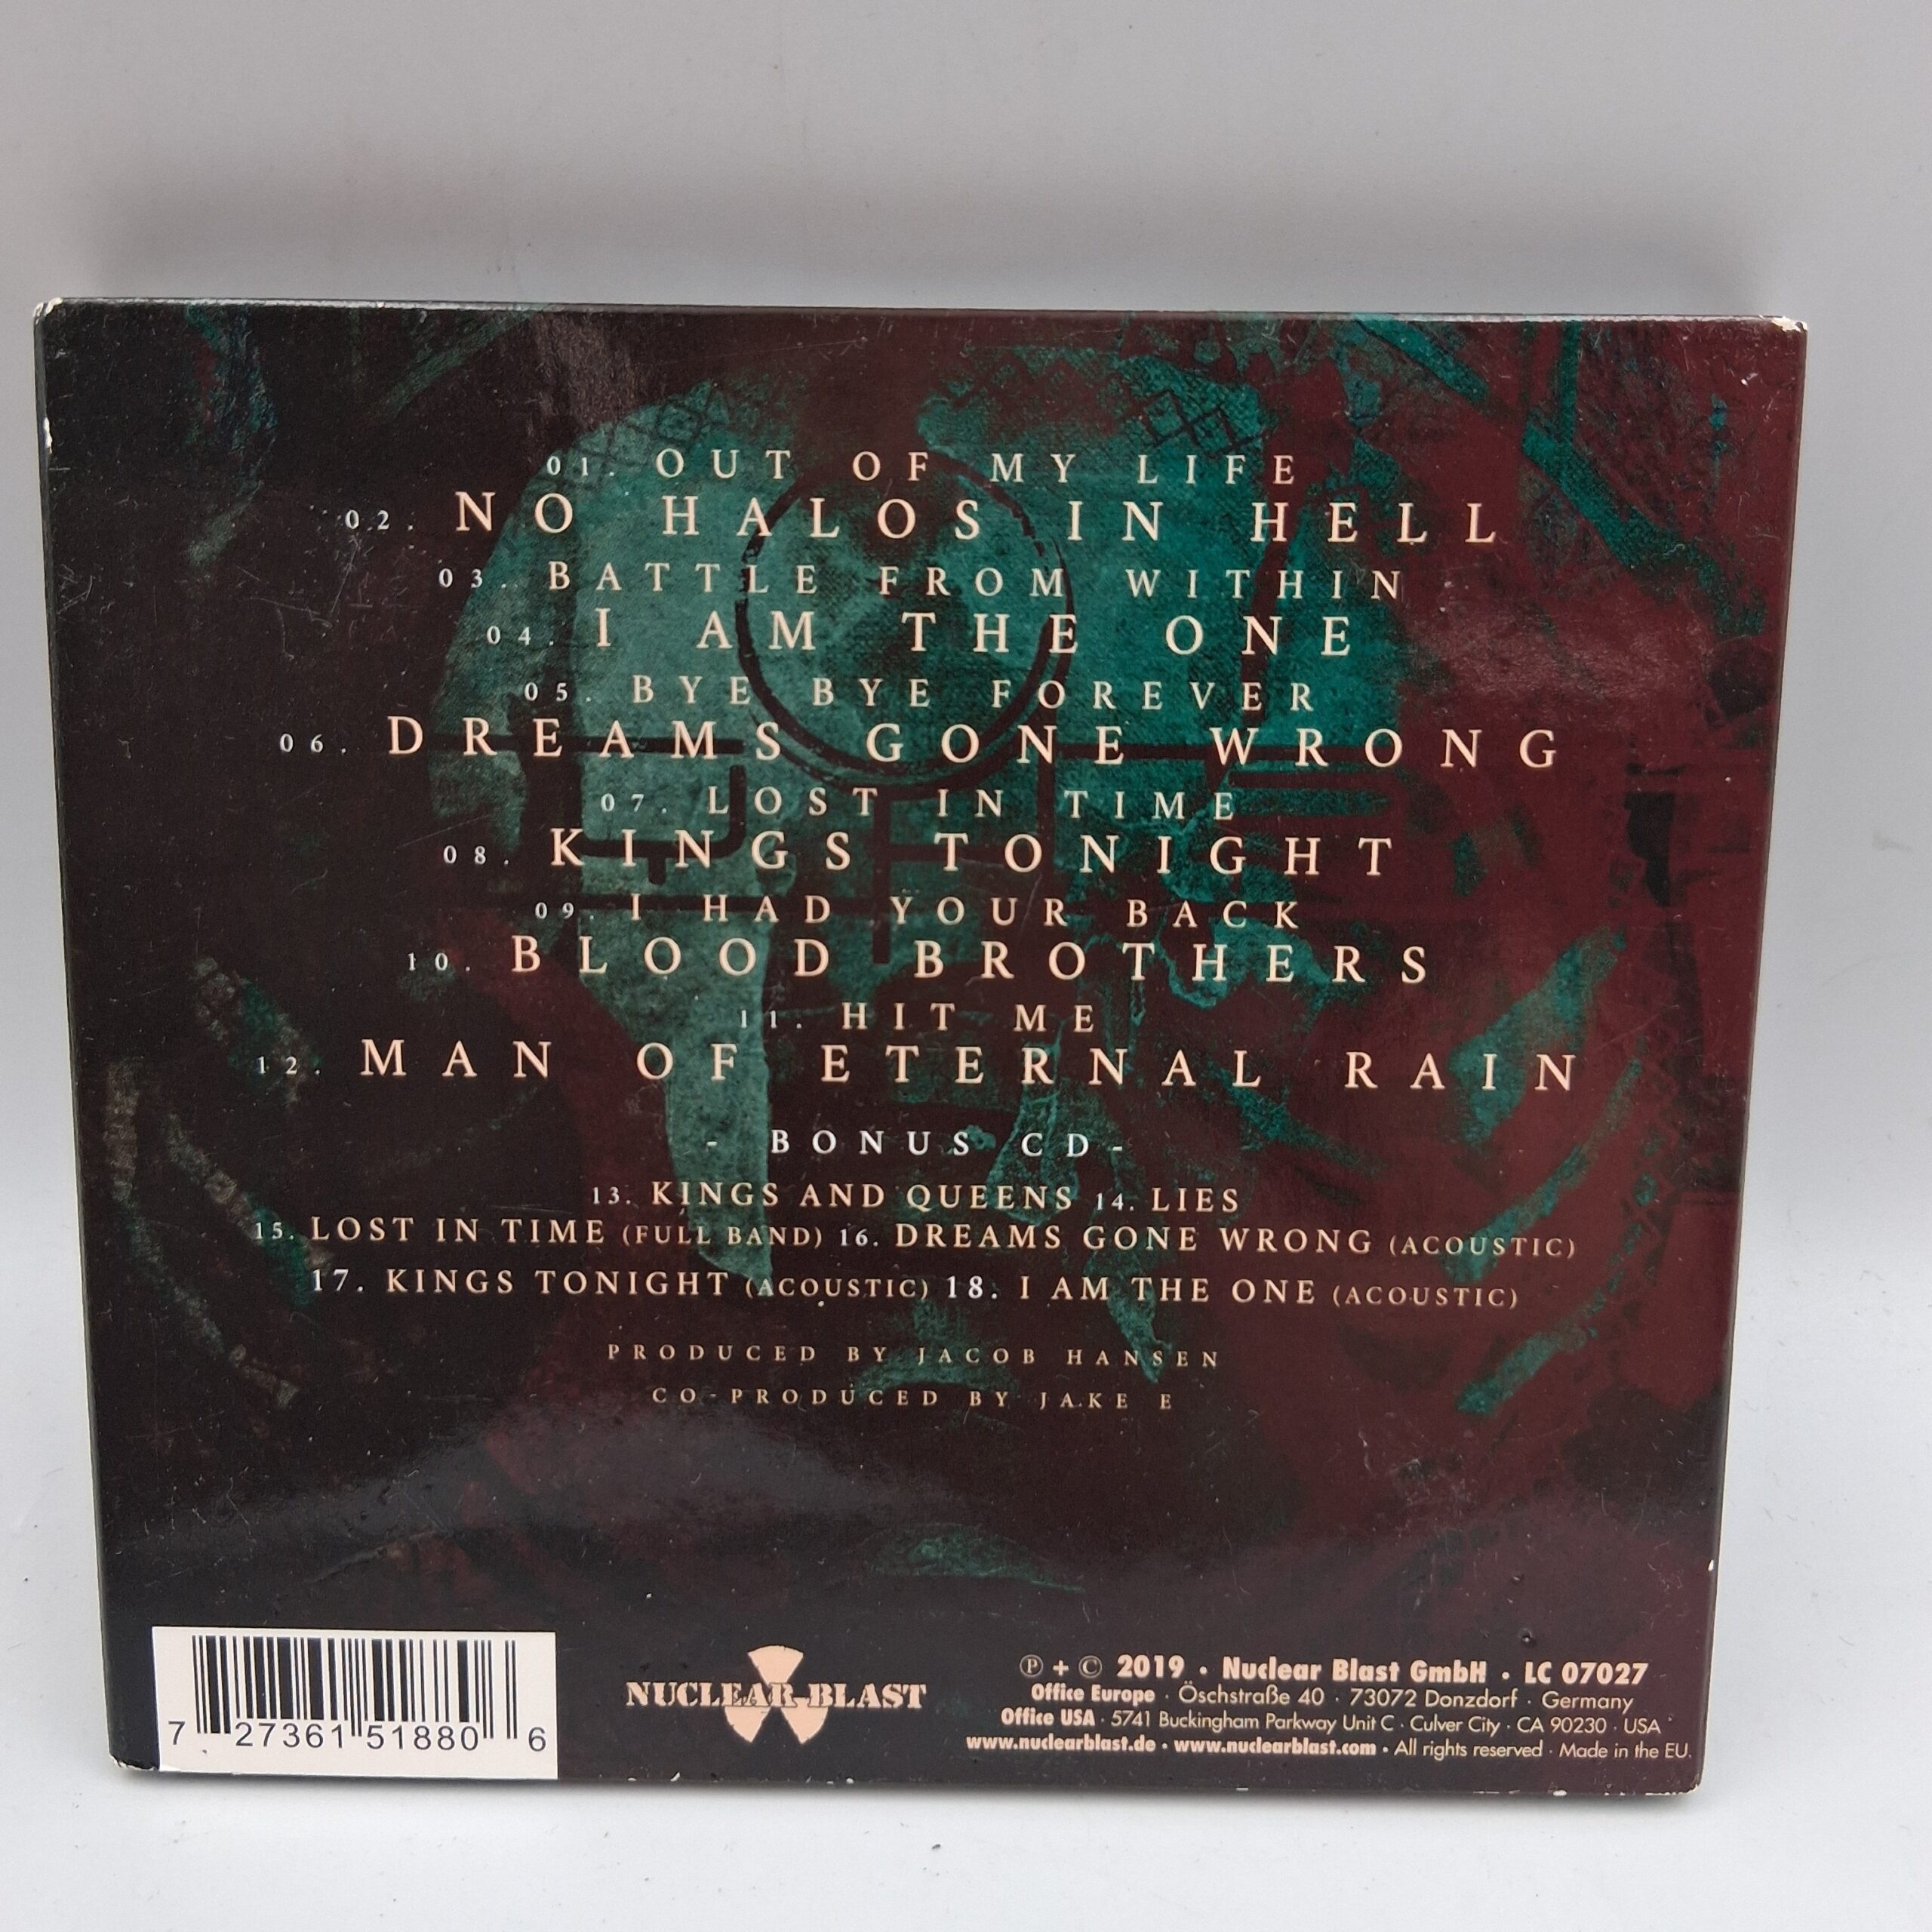 01. OUT OF MY LIFE
02. NO HALOS IN HELL
03. BATTLE FROM WITHIN
04. I AM THE ONE
05. BYE BYE FOREVER
06. DREAMS GONE WRONG
07. LOST IN TIME
08. KINGS TONIGHT
09. I HAD YOUR BACK
10. BLOOD BROTHERS
11. HIT ME
12. MAN OF ETERNAL RAIN
- BONUS CD -
13. KINGS AND QUEENS 14. LIES
15. LOST IN TIME (FULL BAND) 16. DREAMS GONE WRONG (ACOUSTIC)
17. KINGS TONIGHT (ACOUSTIC) 18. I AM THE ONE (ACOUSTIC)
PRODUCED BY JACOB HANSEN
CO-PRODUCED BY JAKE E
7 27361 51880 6
NUCLEAR BLAST
℗ + © 2019 · Nuclear Blast GmbH · LC 07027
Office Europe · Öschstraße 40 · 73072 Donzdorf · Germany
Office USA · 5741 Buckingham Parkway Unit C · Culver City · CA 90230 · USA
www.nuclearblast.de · www.nuclearblast.com · All rights reserved · Made in the EU.